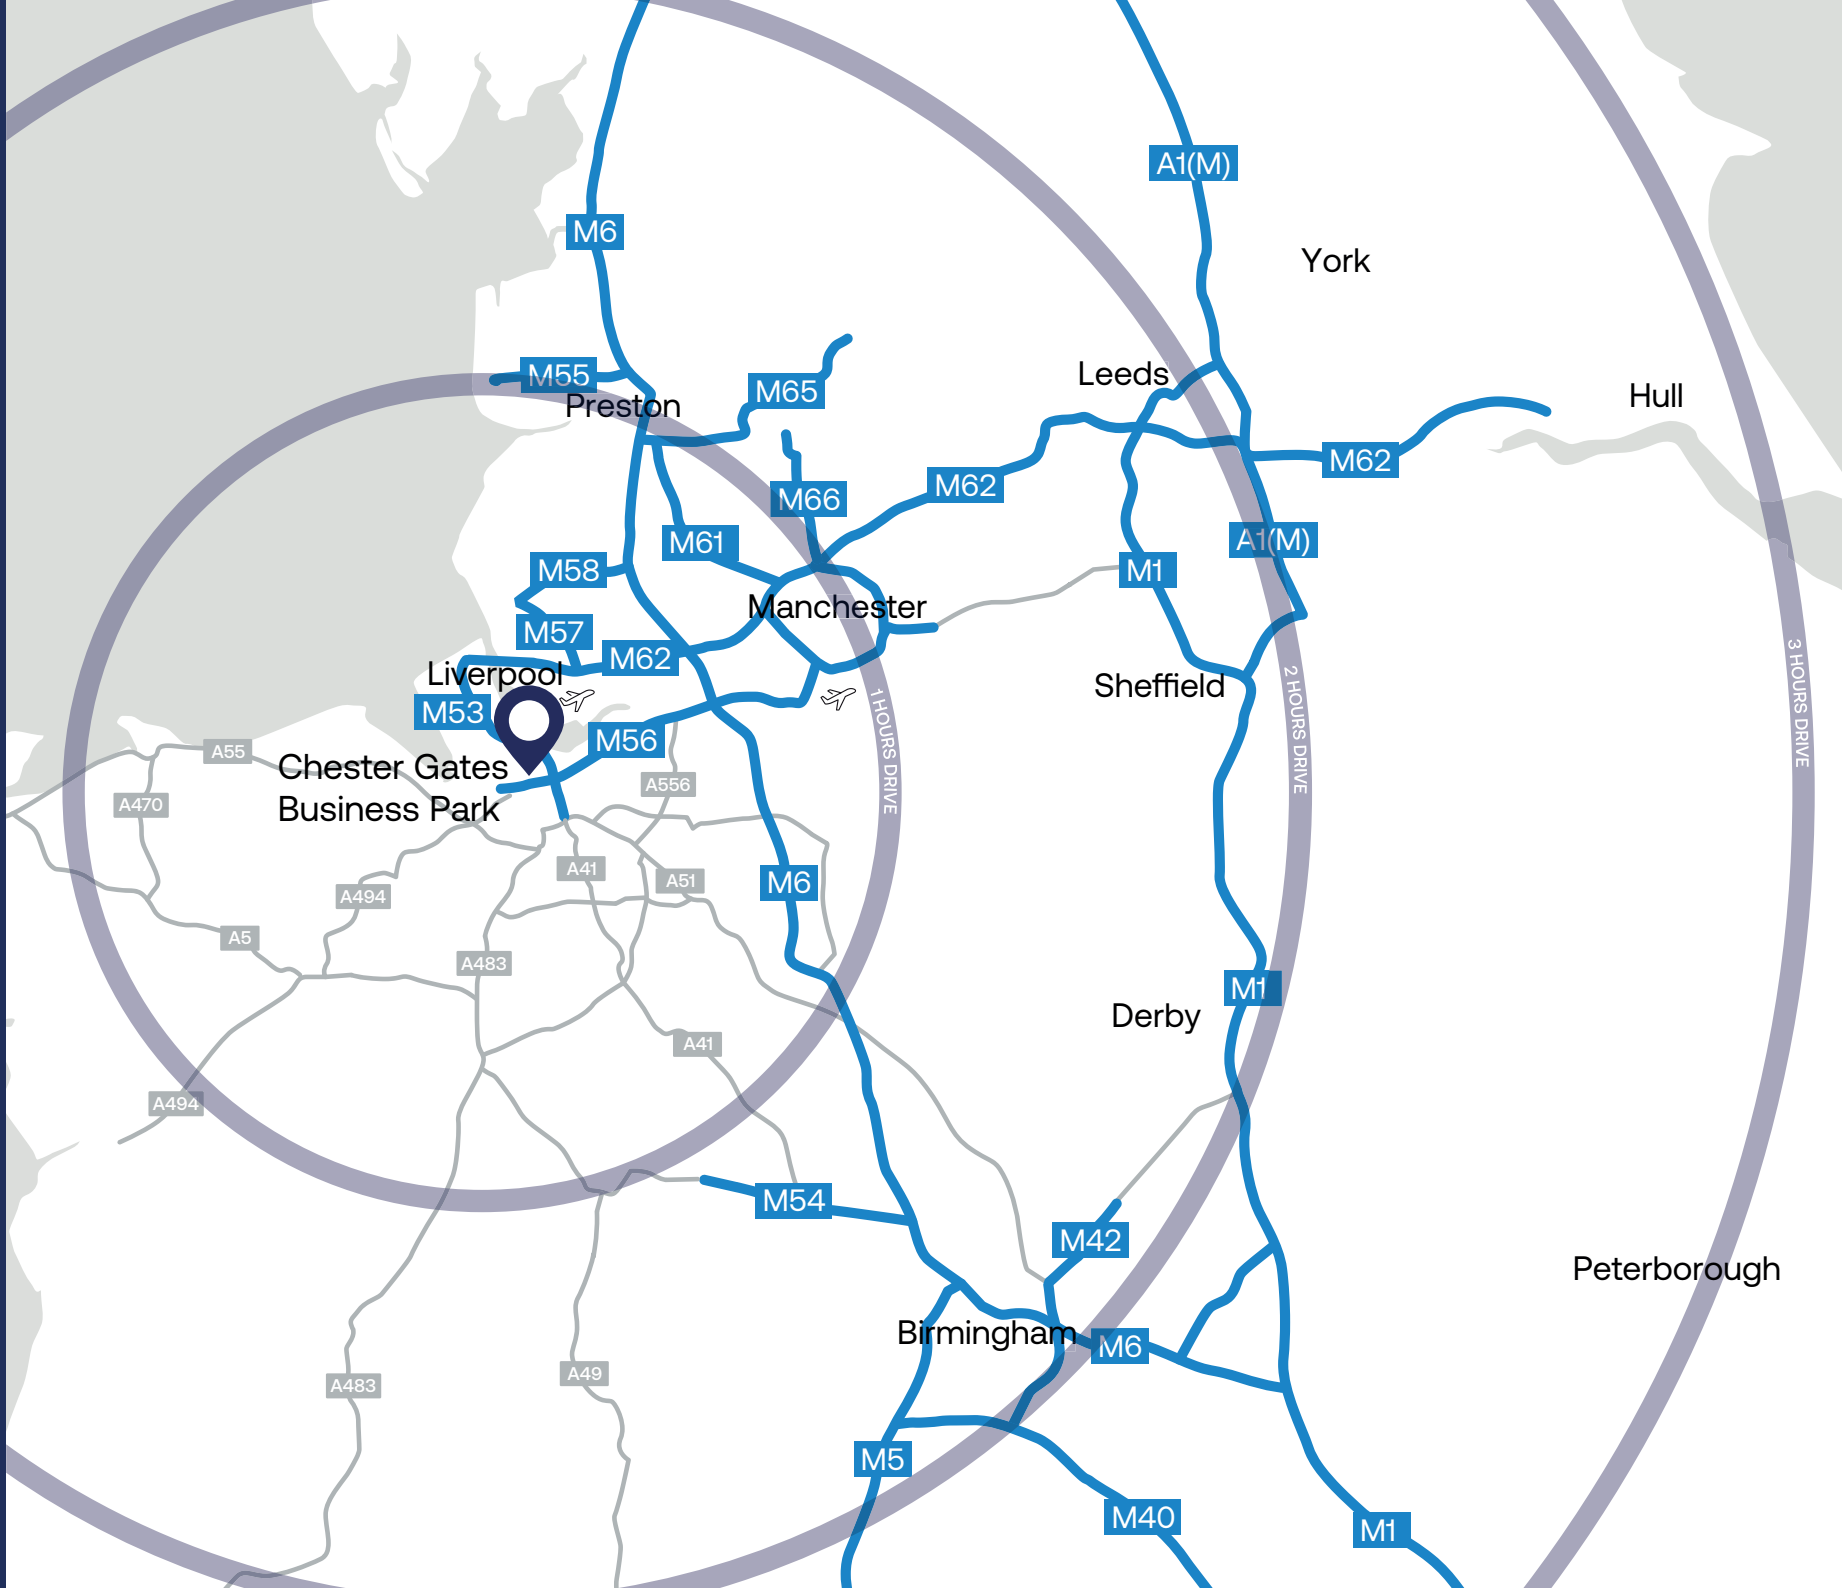 A1(M)
M6
York
M55
Leeds
M65
Hull
Preston
M62
M62
M66
M61
A1(M)
M58
M1
Manchester
M57
M62
Liverpool
Sheffield
M53
1 HOURS DRIVE
2 HOURS DRIVE
3 HOURS DRIVE
M56
A55
Chester Gates
Business Park
A556
A470
A41
A51
M6
A494
A5
A483
M1
Derby
A41
A494
M54
M42
Peterborough
Birmingham
M6
A49
A483
M5
M40
M1